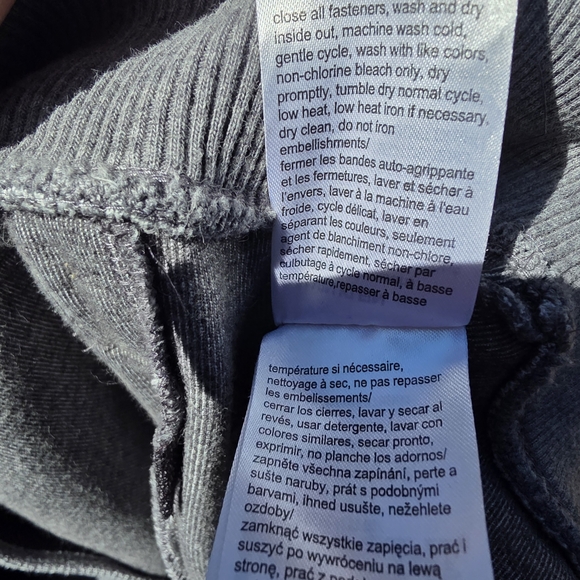 close all fasteners, wash and dry
inside out, machine wash cold,
gentle cycle, wash with like colors,
non-chlorine bleach only, dry
promptly, tumble dry normal cycle,
low heat, low heat iron if necessary,
dry clean, do not iron
embellishments/
fermer les bandes auto-agrippante
et les fermetures, laver et sécher à
l'envers, laver à la machine à l'eau
froide, cycle délicat, laver en
séparant les couleurs, seulement
agent de blanchiment non-chlore,
sécher rapidement, sécher par
culbutage à cycle normal, à basse
température,repasser à basse
température si nécessaire,
nettoyage à sec, ne pas repasser
les embelissements/
cerrar los cierres, lavar y secar al
revés, usar detergente, lavar con
colores similares, secar pronto,
exprimir, no planche los adornos/
zapněte všechna zapínání, perte a
sušte naruby, prát s podobnými
barvami, ihned usušte, nežehlete
ozdoby/
zamknąć wszystkie zapięcia, prać i
suszyć po wywróceniu na lewą
stronę, prać z podobnymi